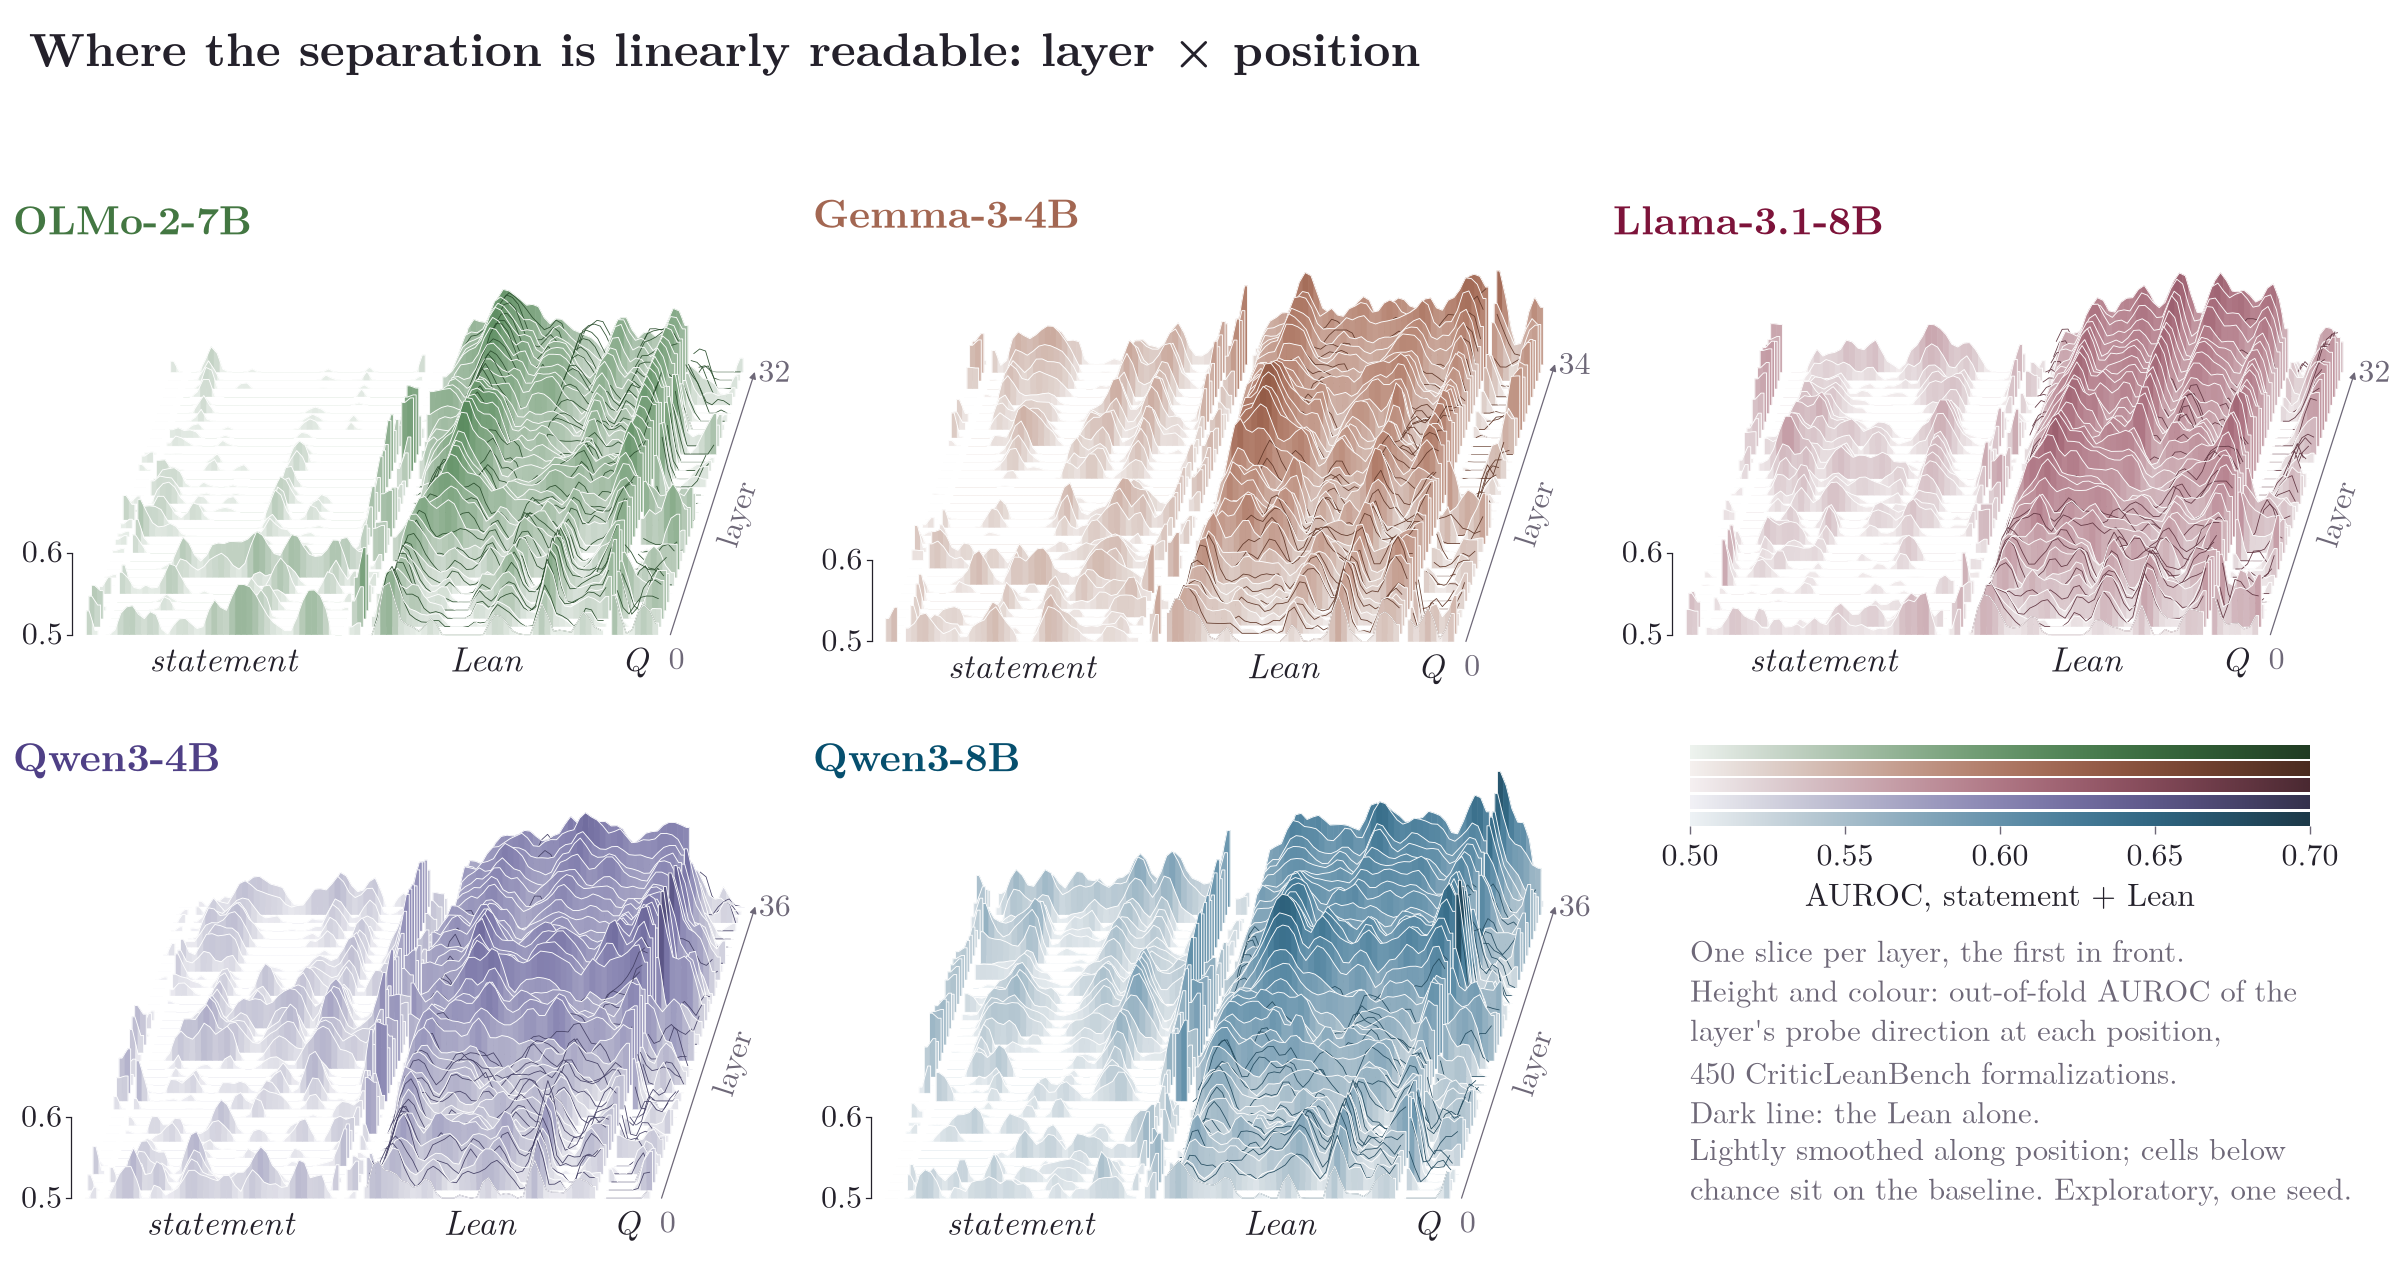 Where the separation is linearly readable: layer × position
OLMo-2-7B
Gemma-3-4B
Llama-3.1-8B
32
34
32
layer
layer
layer
0.6
0.5
0.6
0.5
0.6
0.5
statement Lean Q 0
statement Lean Q 0
statement Lean Q 0
Qwen3-4B
Qwen3-8B
36
36
layer
layer
0.6
0.5
0.6
0.5
statement Lean Q 0
statement Lean Q 0
0.50 0.55 0.60 0.65 0.70
AUROC, statement + Lean
One slice per layer, the first in front.
Height and colour: out-of-fold AUROC of the
layer's probe direction at each position,
450 CriticLeanBench formalizations.
Dark line: the Lean alone.
Lightly smoothed along position; cells below
chance sit on the baseline. Exploratory, one seed.